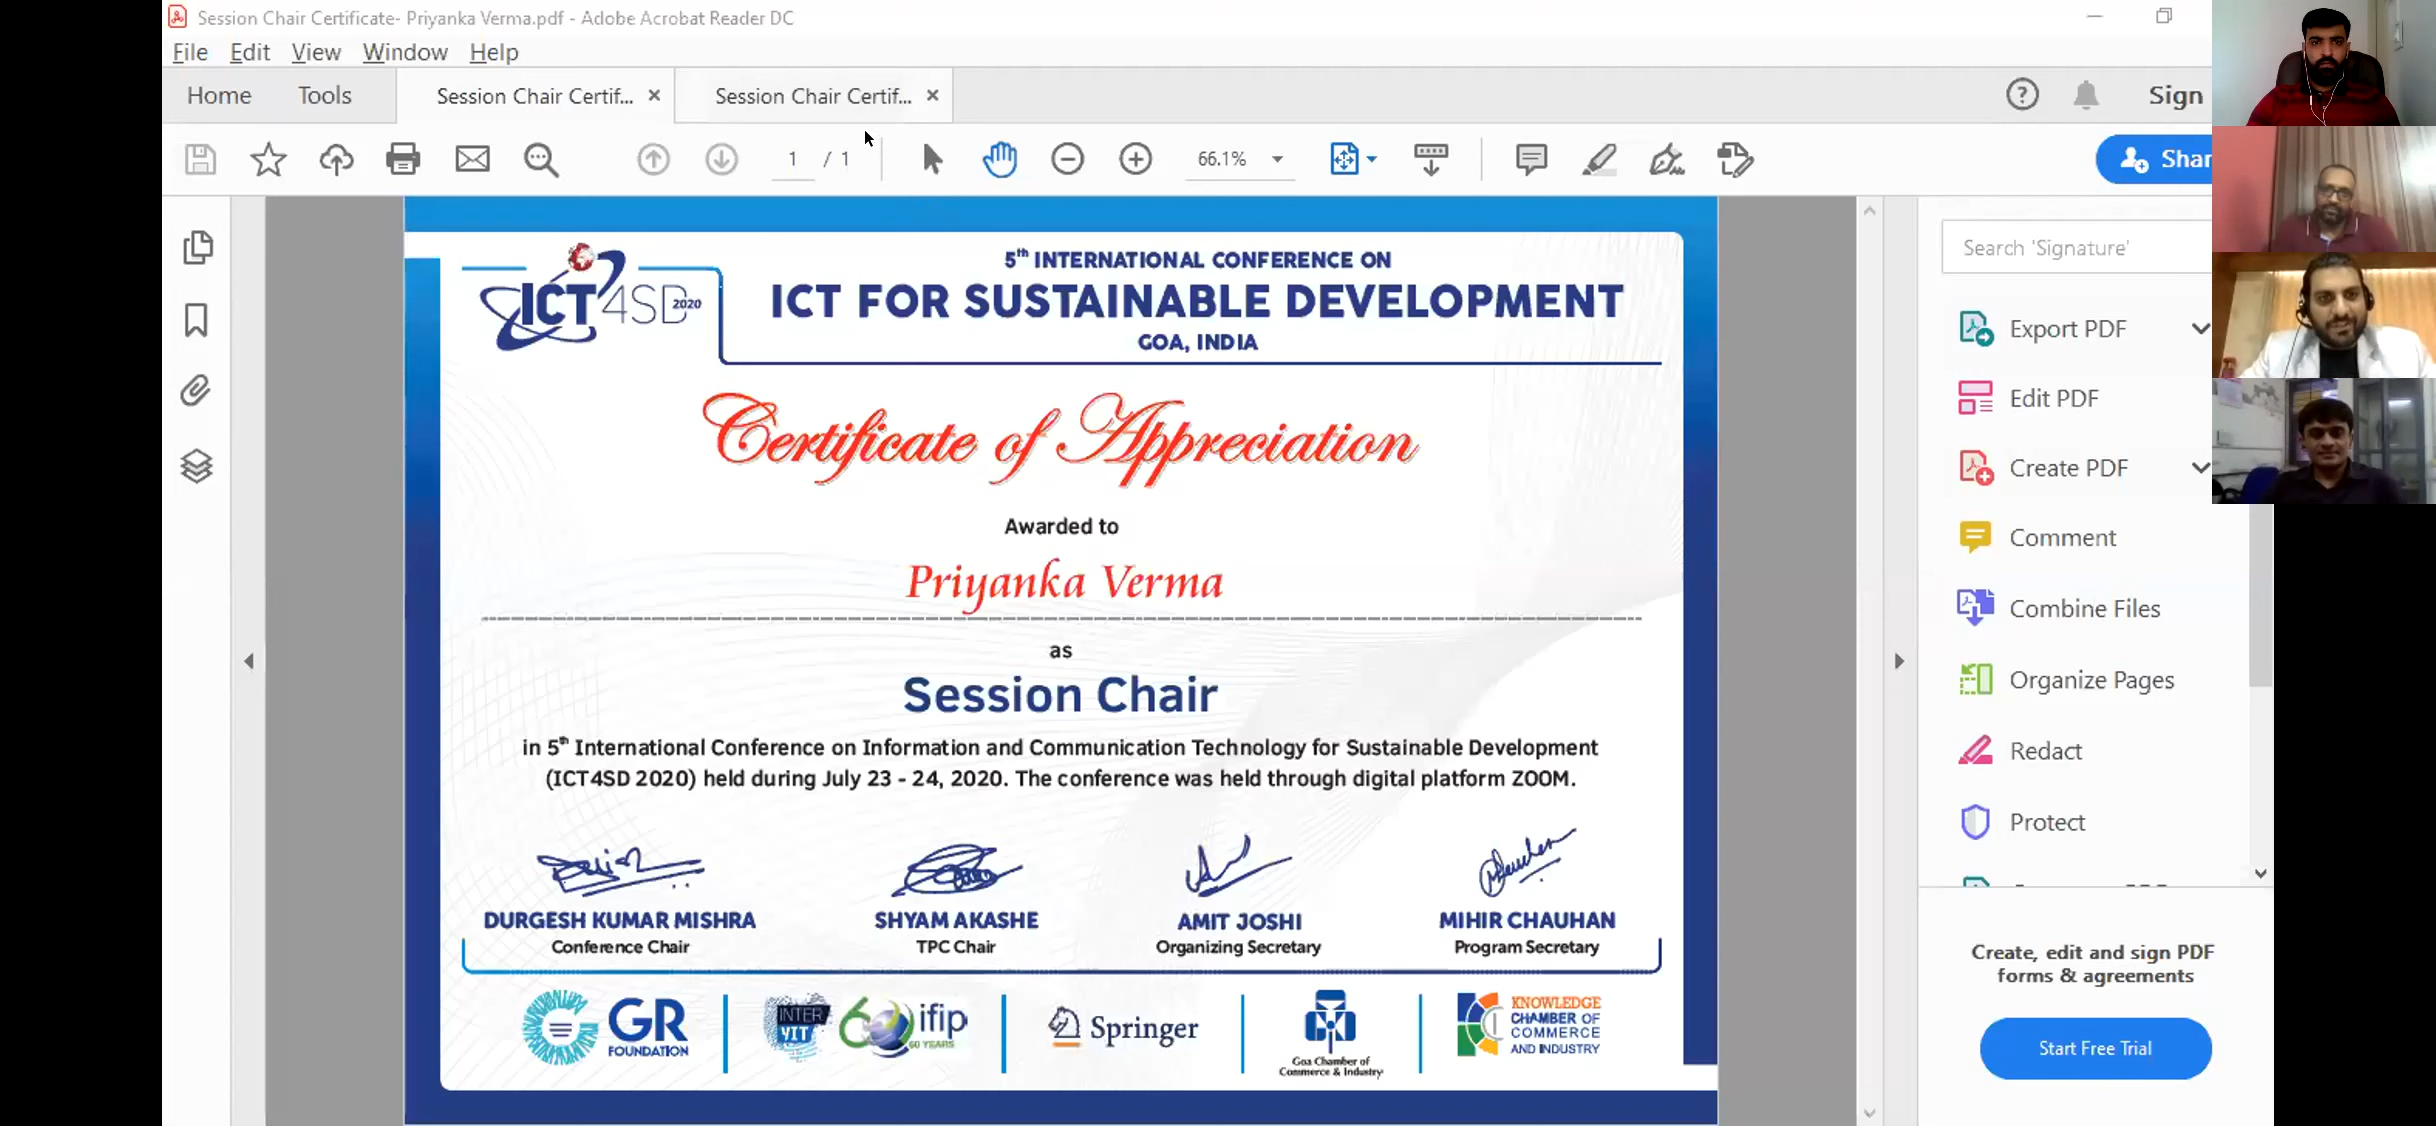 Session Chair Certificate- Priyanka Verma.pdf - Adobe Acrobat Reader DC
File Edit View Window Help
Home Tools Session Chair Certif... × Session Chair Certif... × Sign
1 / 1 66.1% Shar
Search 'Signature'
Export PDF
Edit PDF
Create PDF
Comment
Combine Files
Organize Pages
Redact
Protect
Create, edit and sign PDF
forms & agreements
Start Free Trial
ICT4SD 2020
5th INTERNATIONAL CONFERENCE ON
ICT FOR SUSTAINABLE DEVELOPMENT
GOA, INDIA
Certificate of Appreciation
Awarded to
Priyanka Verma
as
Session Chair
in 5th International Conference on Information and Communication Technology for Sustainable Development
(ICT4SD 2020) held during July 23 - 24, 2020. The conference was held through digital platform ZOOM.
DURGESH KUMAR MISHRA
Conference Chair
SHYAM AKASHE
TPC Chair
AMIT JOSHI
Organizing Secretary
MIHIR CHAUHAN
Program Secretary
GR
FOUNDATION
INTER
YIT
60 ifip
60 YEARS
Springer
Goa Chamber of
Commerce & Industry
KNOWLEDGE
CHAMBER OF
COMMERCE
AND INDUSTRY